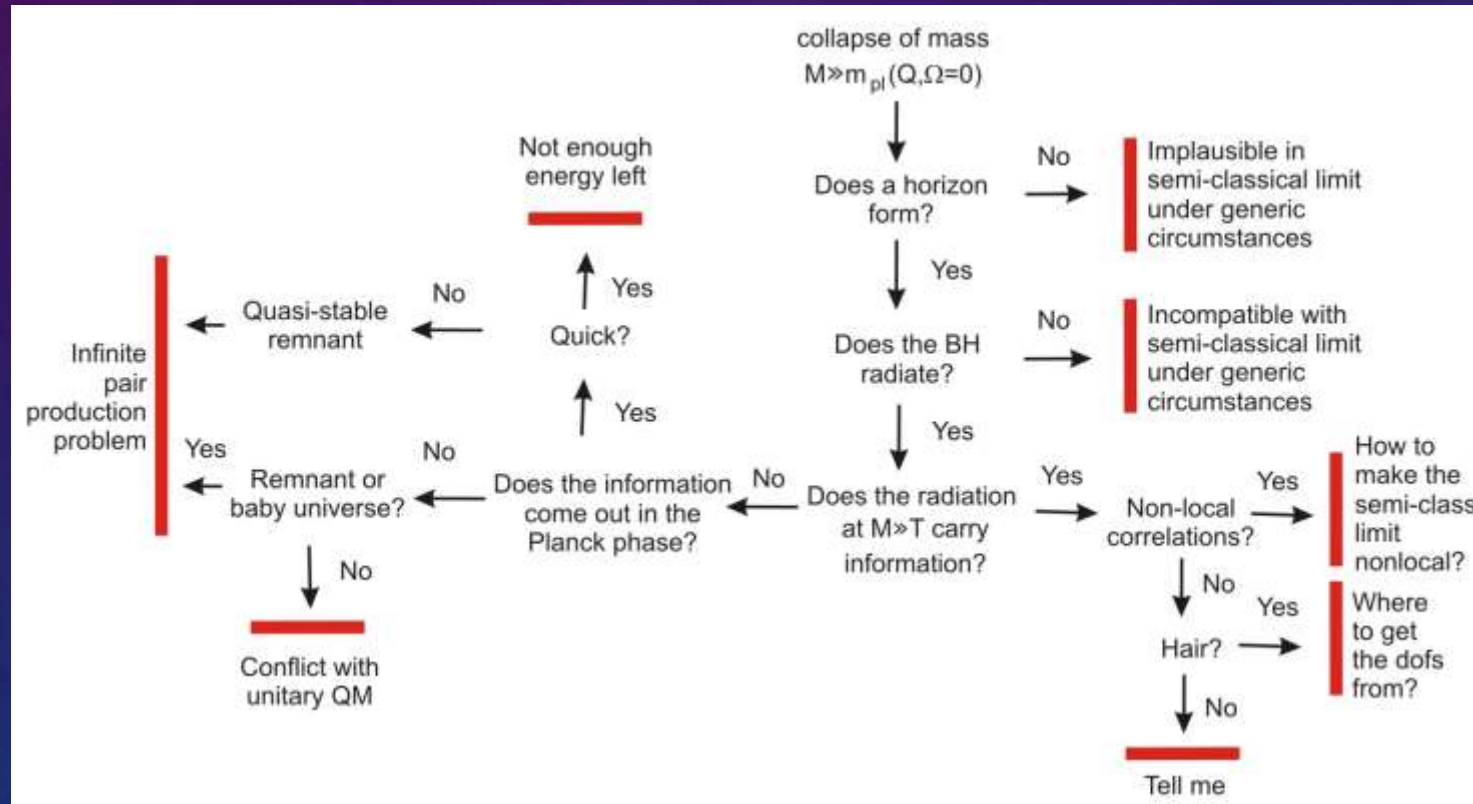 collapse of mass
M»m pl (Q,Ω=0)
Does a horizon
form?
No
Implausible in
semi-classical limit
under generic
circumstances
Yes
Does the BH
radiate?
No
Incompatible with
semi-classical limit
under generic
circumstances
Yes
Does the radiation
at M»T carry
information?
Yes
Non-local
correlations?
Yes
How to
make the
semi-class
limit
nonlocal?
No
Hair?
Yes
Where
to get
the dofs
from?
No
Tell me
No
Does the information
come out in the
Planck phase?
Yes
Quick?
Yes
Not enough
energy left
No
Quasi-stable
remnant
No
Remnant or
baby universe?
Yes
Infinite
pair
production
problem
No
Conflict with
unitary QM